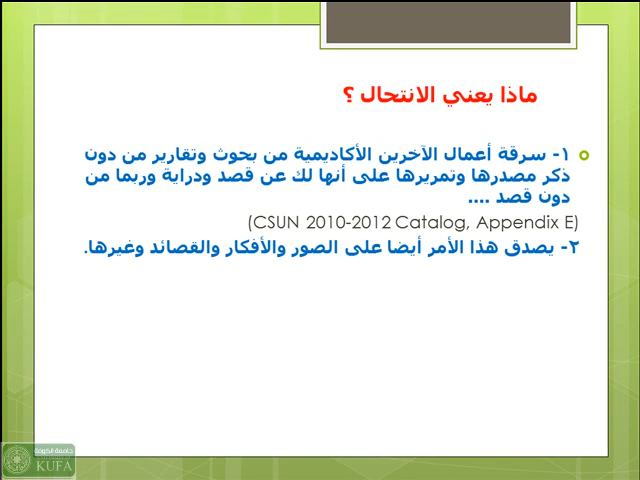 ماذا يعني الانتحال ؟
١- سرقة أعمال الآخرين الأكاديمية من بحوث وتقارير من دون
ذكر مصدرها وتمريرها على أنها لك عن قصد ودراية وربما من
دون قصد ....
(CSUN 2010-2012 Catalog, Appendix E)
٢- يصدق هذا الأمر أيضا على الصور والأفكار والقصائد وغيرها.
جامعة الكوفة
KUFA